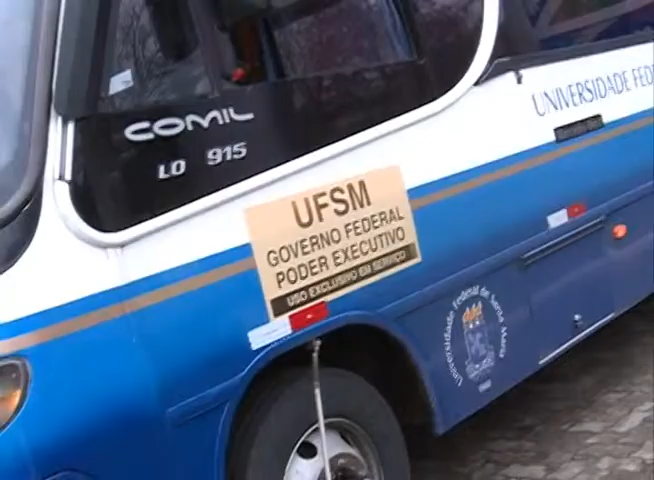 COMIL
LO 915
UNIVERSIDADE FEDE
UFSM
GOVERNO FEDERAL
PODER EXECUTIVO
USO EXCLUSIVO EM SERVIÇO
Universidade Federal de Santa Maria